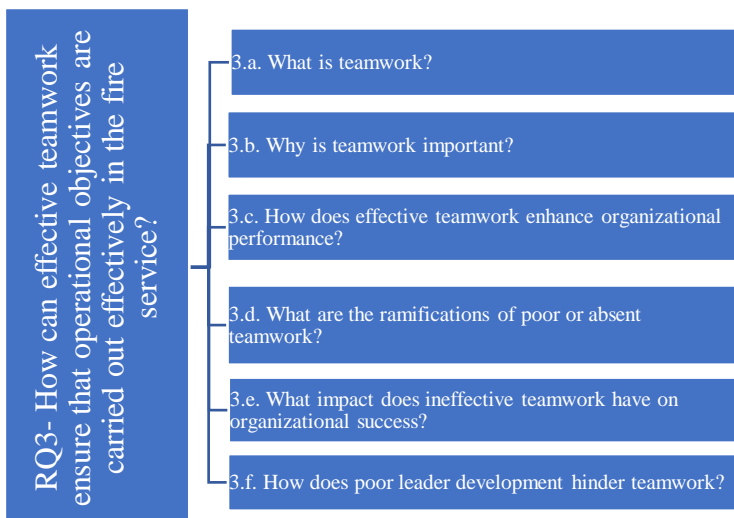 RQ3- How can effective teamwork
ensure that operational objectives are
carried out effectively in the fire
service?
3.a. What is teamwork?
3.b. Why is teamwork important?
3.c. How does effective teamwork enhance organizational
performance?
3.d. What are the ramifications of poor or absent
teamwork?
3.e. What impact does ineffective teamwork have on
organizational success?
3.f. How does poor leader development hinder teamwork?